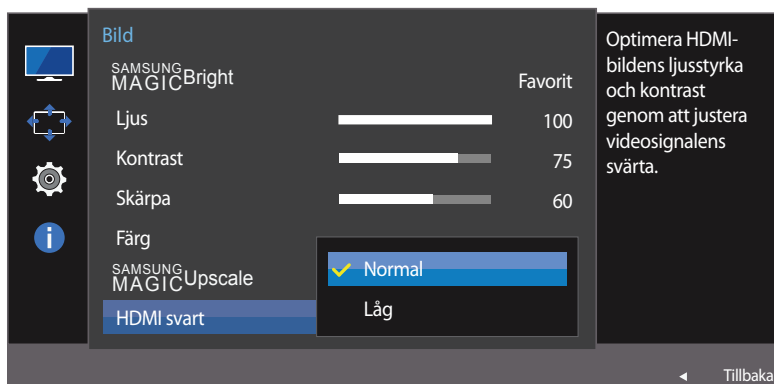 Bild
SAMSUNG
MAGICBright Favorit
Ljus 100
Kontrast 75
Skärpa 60
Färg
SAMSUNG
MAGICUpscale
HDMI svart
Normal
Låg
Optimera HDMI-
bildens ljusstyrka
och kontrast
genom att justera
videosignalens
svärta.
Tillbaka